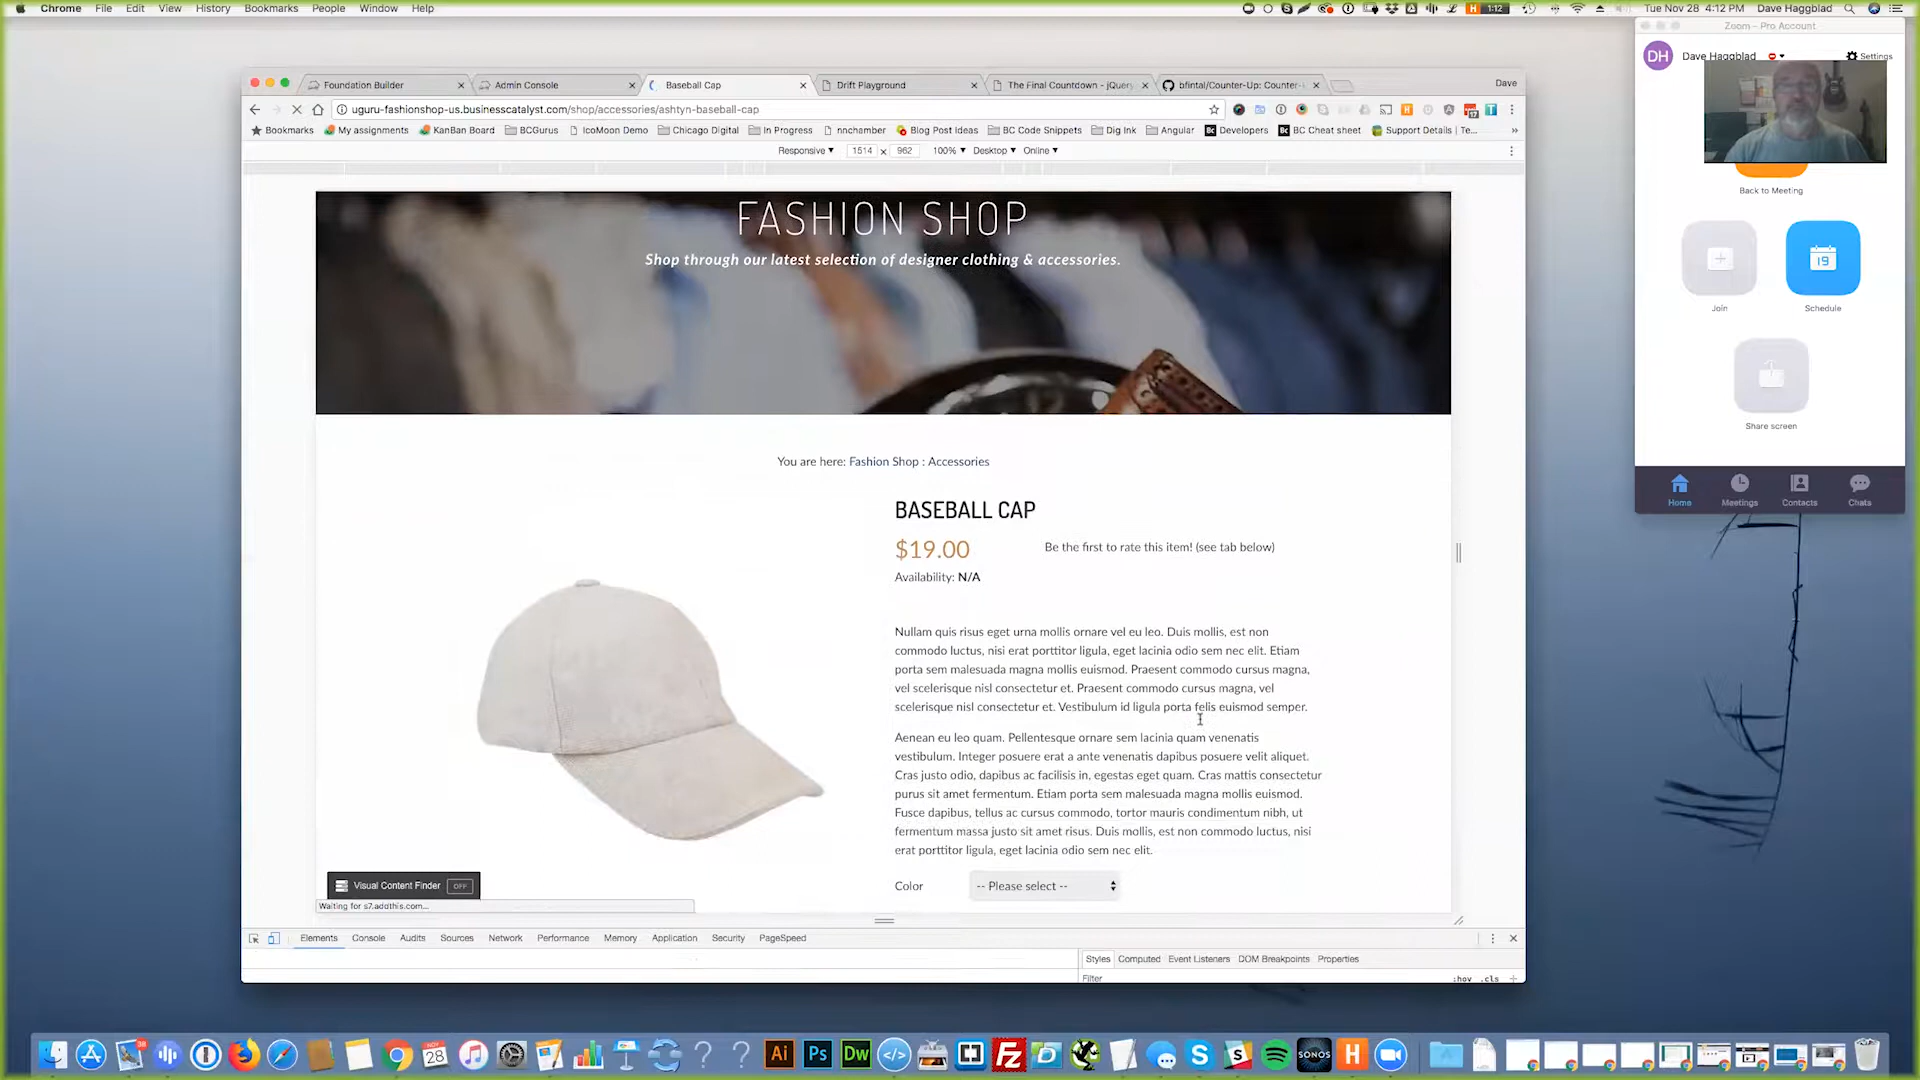 Chrome File Edit View History Bookmarks People Window Help
1:12 Tue Nov 28 4:12 PM Dave Haggblad
Zoom - Pro Account
DH Dave Haggblad Settings
Back to Meeting
19
Join Schedule
Share screen
Home Meetings Contacts Chats
Foundation Builder Admin Console Baseball Cap Drift Playground The Final Countdown - jQuery bfintal/Counter-Up: Counter- Dave
uguru-fashionshop-us.businesscatalyst.com/shop/accessories/ashtyn-baseball-cap
Bookmarks My assignments KanBan Board BCGurus IcoMoon Demo Chicago Digital In Progress nnchamber Blog Post Ideas BC Code Snippets Dig Ink Angular Bc Developers Bc BC Cheat sheet Support Details | Te... »
Responsive 1514 x 962 100% Desktop Online
FASHION SHOP
Shop through our latest selection of designer clothing & accessories.
You are here: Fashion Shop : Accessories
BASEBALL CAP
$19.00 Be the first to rate this item! (see tab below)
Availability: N/A
Nullam quis risus eget urna mollis ornare vel eu leo. Duis mollis, est non
commodo luctus, nisi erat porttitor ligula, eget lacinia odio sem nec elit. Etiam
porta sem malesuada magna mollis euismod. Praesent commodo cursus magna,
vel scelerisque nisl consectetur et. Praesent commodo cursus magna, vel
scelerisque nisl consectetur et. Vestibulum id ligula porta felis euismod semper.
Aenean eu leo quam. Pellentesque ornare sem lacinia quam venenatis
vestibulum. Integer posuere erat a ante venenatis dapibus posuere velit aliquet.
Cras justo odio, dapibus ac facilisis in, egestas eget quam. Cras mattis consectetur
purus sit amet fermentum. Etiam porta sem malesuada magna mollis euismod.
Fusce dapibus, tellus ac cursus commodo, tortor mauris condimentum nibh, ut
fermentum massa justo sit amet risus. Duis mollis, est non commodo luctus, nisi
erat porttitor ligula, eget lacinia odio sem nec elit.
Color -- Please select --
Visual Content Finder OFF
Waiting for s7.addthis.com...
Elements Console Audits Sources Network Performance Memory Application Security PageSpeed
Styles Computed Event Listeners DOM Breakpoints Properties
Filter :hov .cls +
NOV 28 Ai Ps Dw FZ S SONOS H